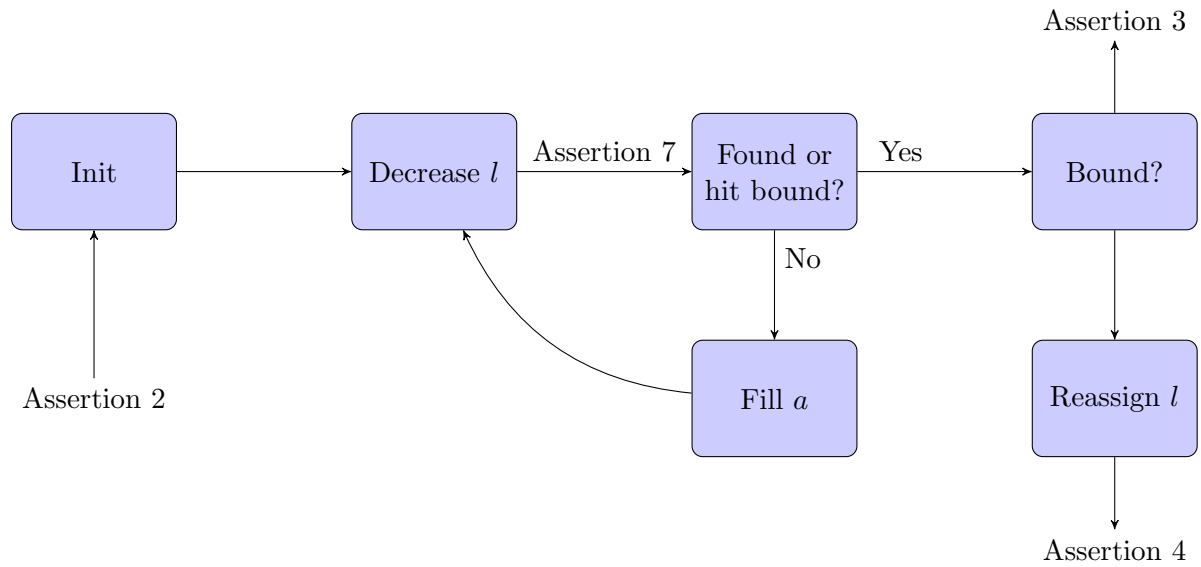 Assertion 3
Init
Decrease l
Assertion 7
Found or
hit bound?
Yes
Bound?
No
Assertion 2
Fill a
Reassign l
Assertion 4